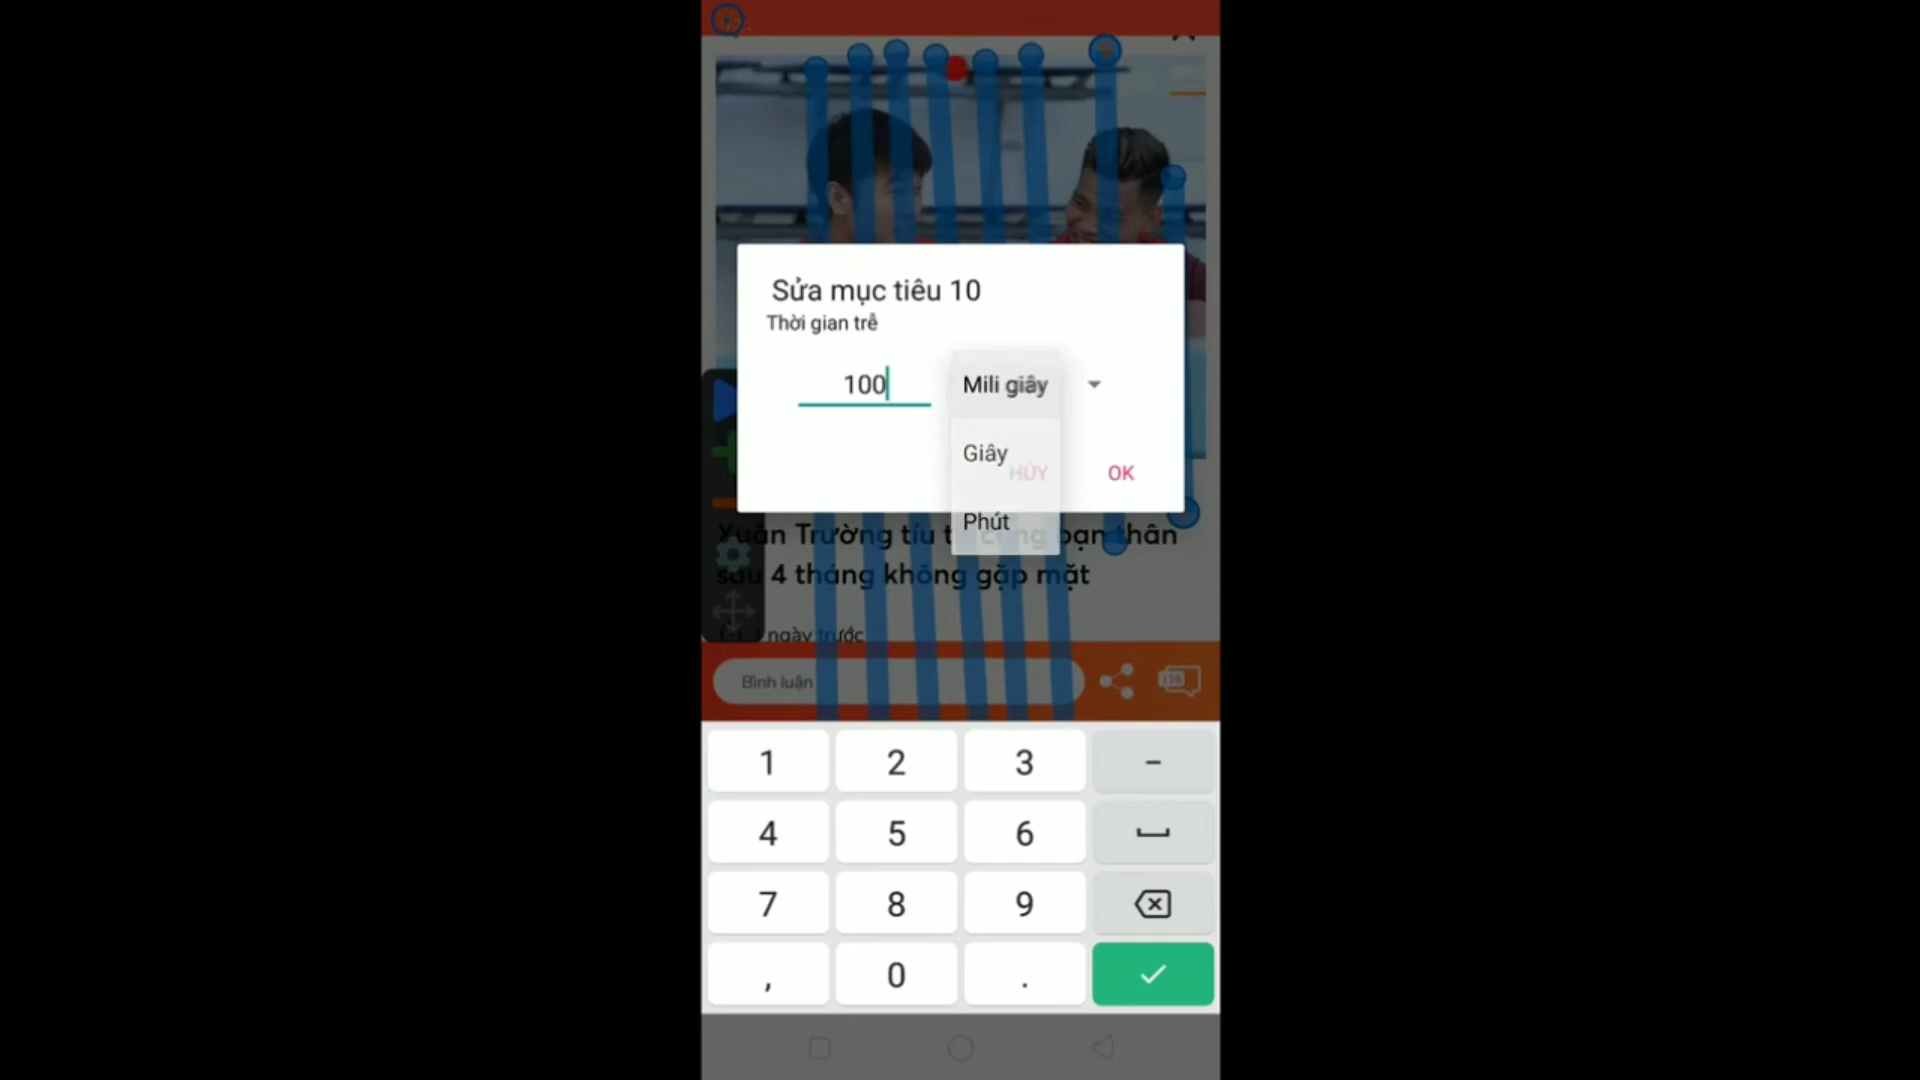 Sửa mục tiêu 10
Thời gian trễ
100 Mili giây
Giây
HỦY OK
Phút
Xuân Trường tíu t bạn thân
sau 4 tháng không gặp mặt
ngày trước
Bình luận 116
1 2 3 -
4 5 6
7 8 9
, 0 .